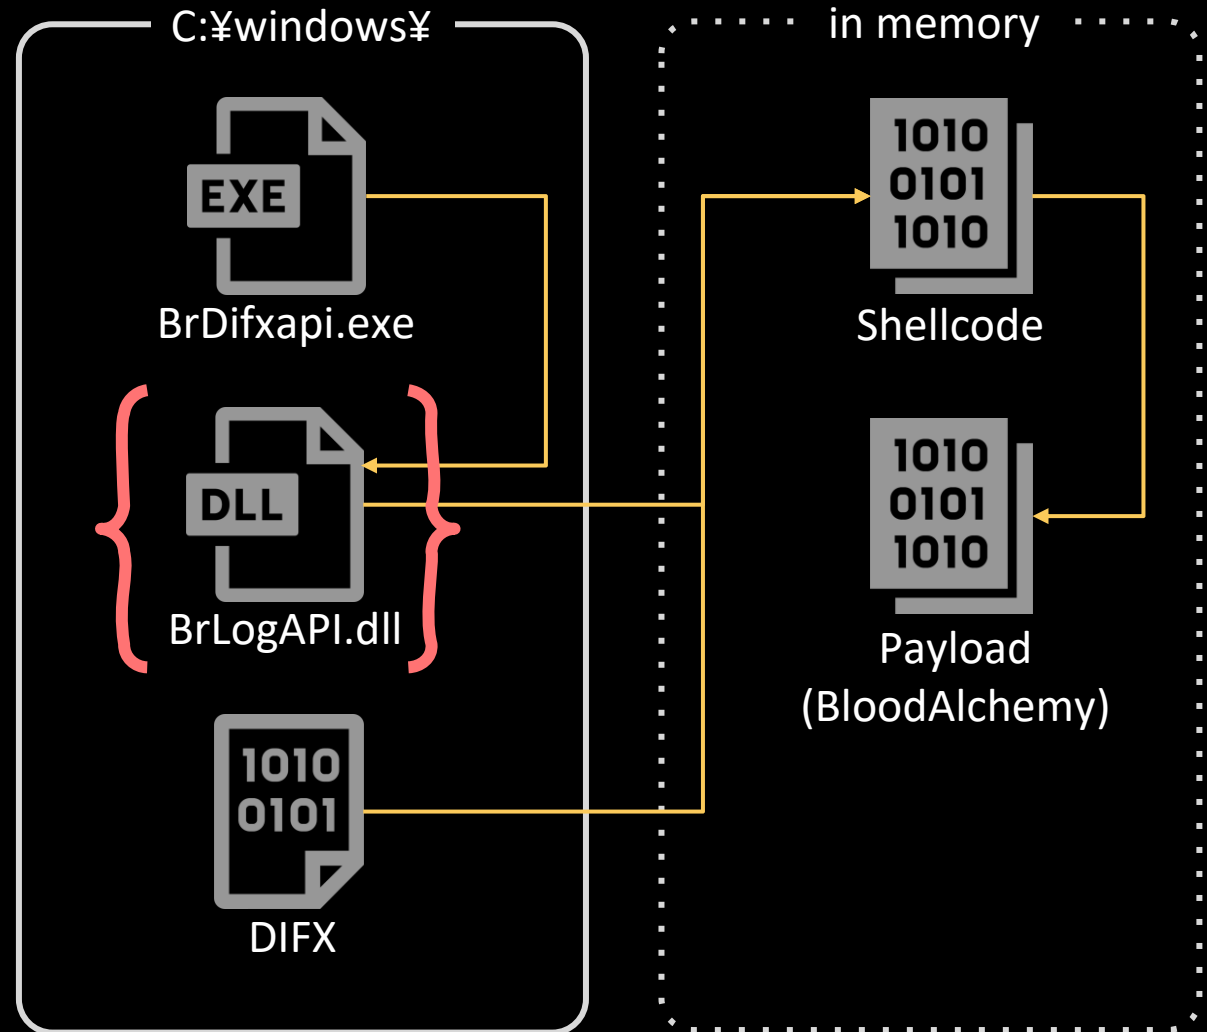 C:¥windows¥
EXE
BrDifxapi.exe
DLL
BrLogAPI.dll
1010
0101
DIFX
in memory
1010
0101
1010
Shellcode
1010
0101
1010
Payload
(BloodAlchemy)